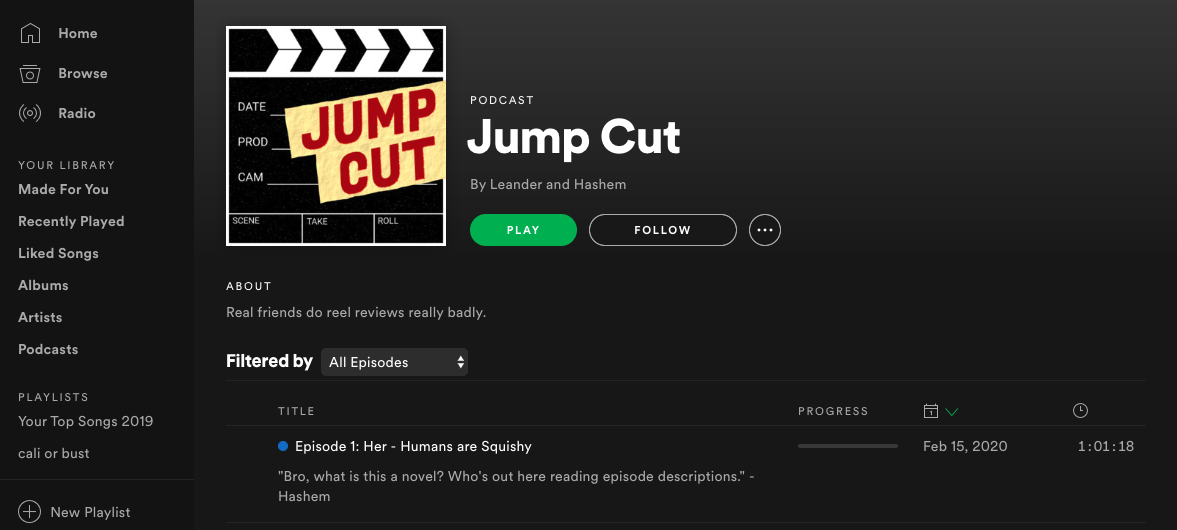 Home
Browse
Radio
YOUR LIBRARY
Made For You
Recently Played
Liked Songs
Albums
Artists
Podcasts
PLAYLISTS
Your Top Songs 2019
cali or bust
New Playlist
DATE
PROD
CAM
JUMP
CUT
SCENE
TAKE
ROLL
PODCAST
Jump Cut
By Leander and Hashem
PLAY
FOLLOW
ABOUT
Real friends do reel reviews really badly.
Filtered by All Episodes
TITLE PROGRESS
Episode 1: Her - Humans are Squishy Feb 15, 2020 1:01:18
"Bro, what is this a novel? Who's out here reading episode descriptions." -
Hashem